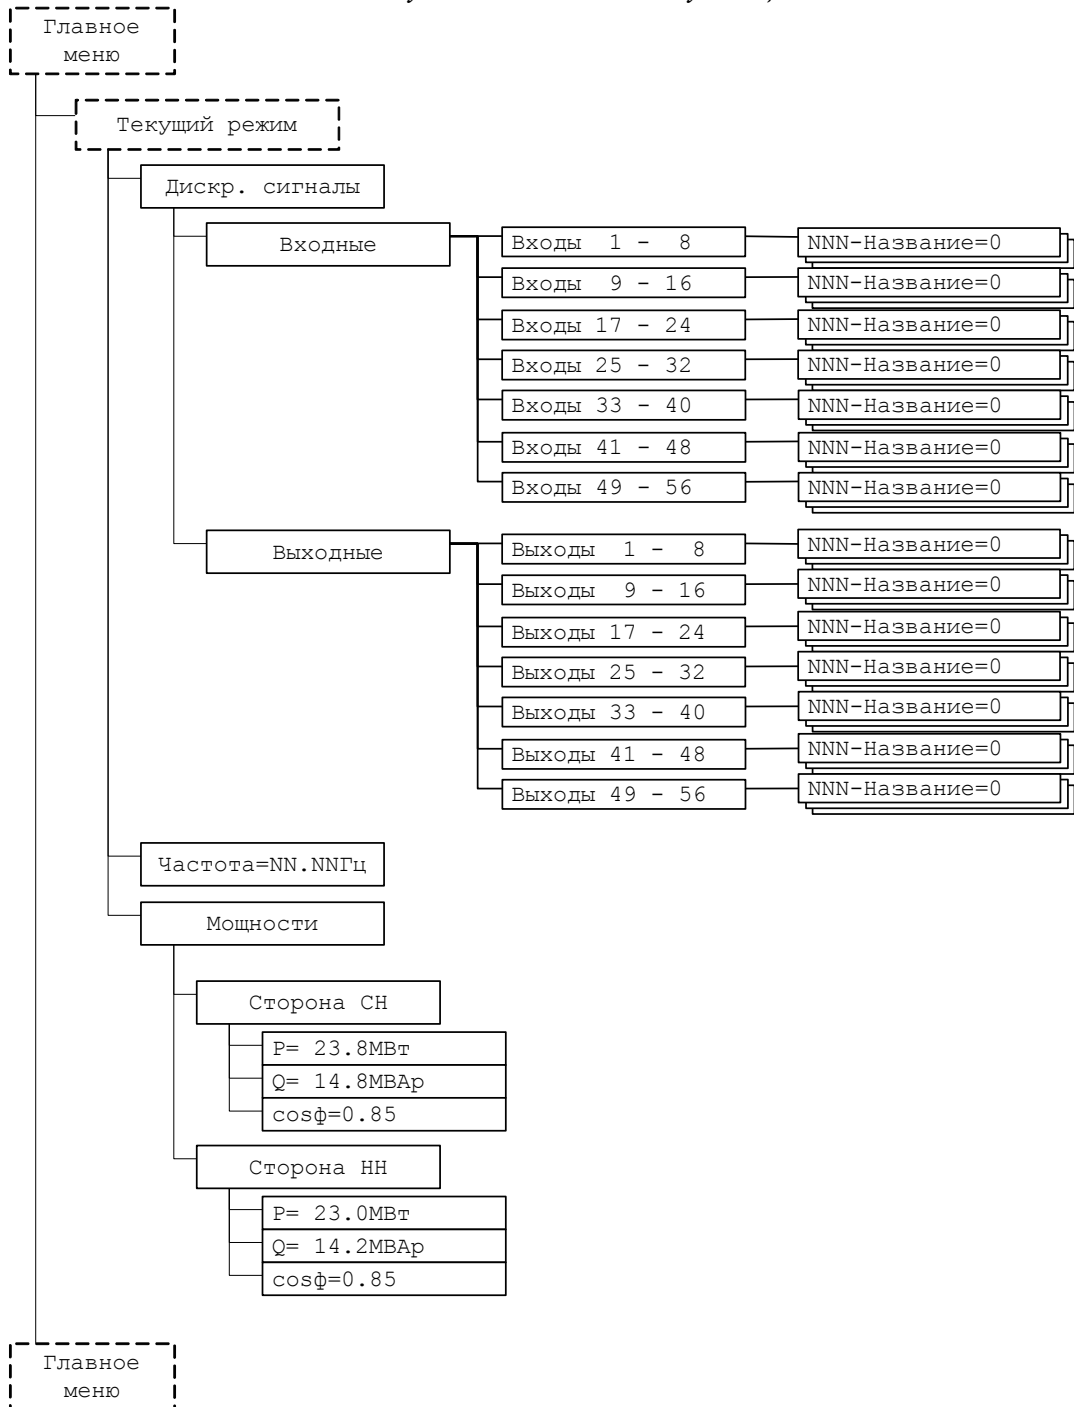 Главное
меню
Текущий режим
Дискр. сигналы
Входные
Входы  1 -  8
NNN-Название=0
Входы  9 - 16
NNN-Название=0
Входы 17 - 24
NNN-Название=0
Входы 25 - 32
NNN-Название=0
Входы 33 - 40
NNN-Название=0
Входы 41 - 48
NNN-Название=0
Входы 49 - 56
NNN-Название=0
Выходные
Выходы  1 -  8
NNN-Название=0
Выходы  9 - 16
NNN-Название=0
Выходы 17 - 24
NNN-Название=0
Выходы 25 - 32
NNN-Название=0
Выходы 33 - 40
NNN-Название=0
Выходы 41 - 48
NNN-Название=0
Выходы 49 - 56
NNN-Название=0
Частота=NN.NNГц
Мощности
Сторона СН
P= 23.8МВт
Q= 14.8МВАр
cosф=0.85
Сторона НН
P= 23.0МВт
Q= 14.2МВАр
cosф=0.85
Главное
меню